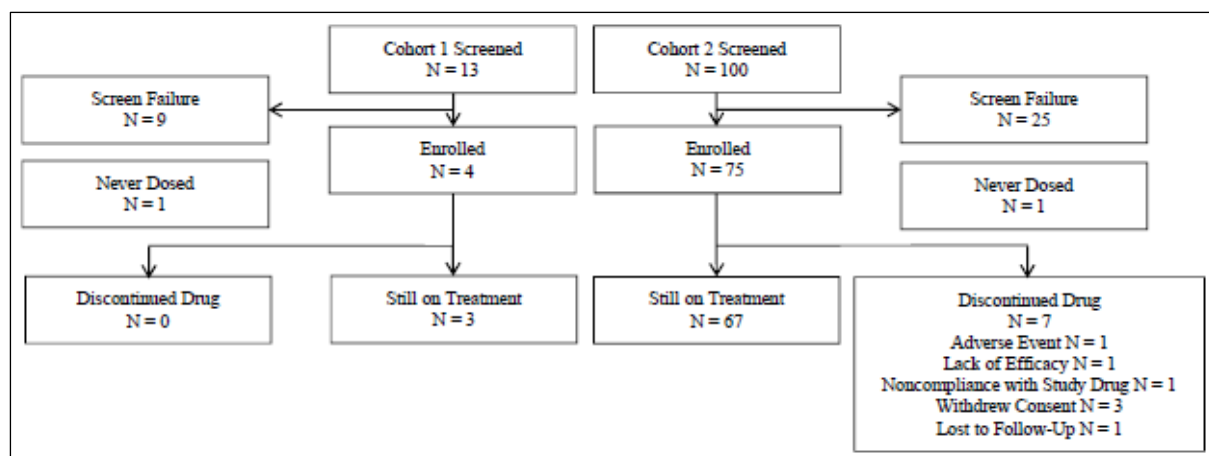 Cohort 1 Screened
N = 13
Cohort 2 Screened
N = 100
Screen Failure
N = 9
Screen Failure
N = 25
Enrolled
N = 4
Enrolled
N = 75
Never Dosed
N = 1
Never Dosed
N = 1
Discontinued Drug
N = 0
Still on Treatment
N = 3
Still on Treatment
N = 67
Discontinued Drug
N = 7
Adverse Event N = 1
Lack of Efficacy N = 1
Noncompliance with Study Drug N = 1
Withdrew Consent N = 3
Lost to Follow-Up N = 1